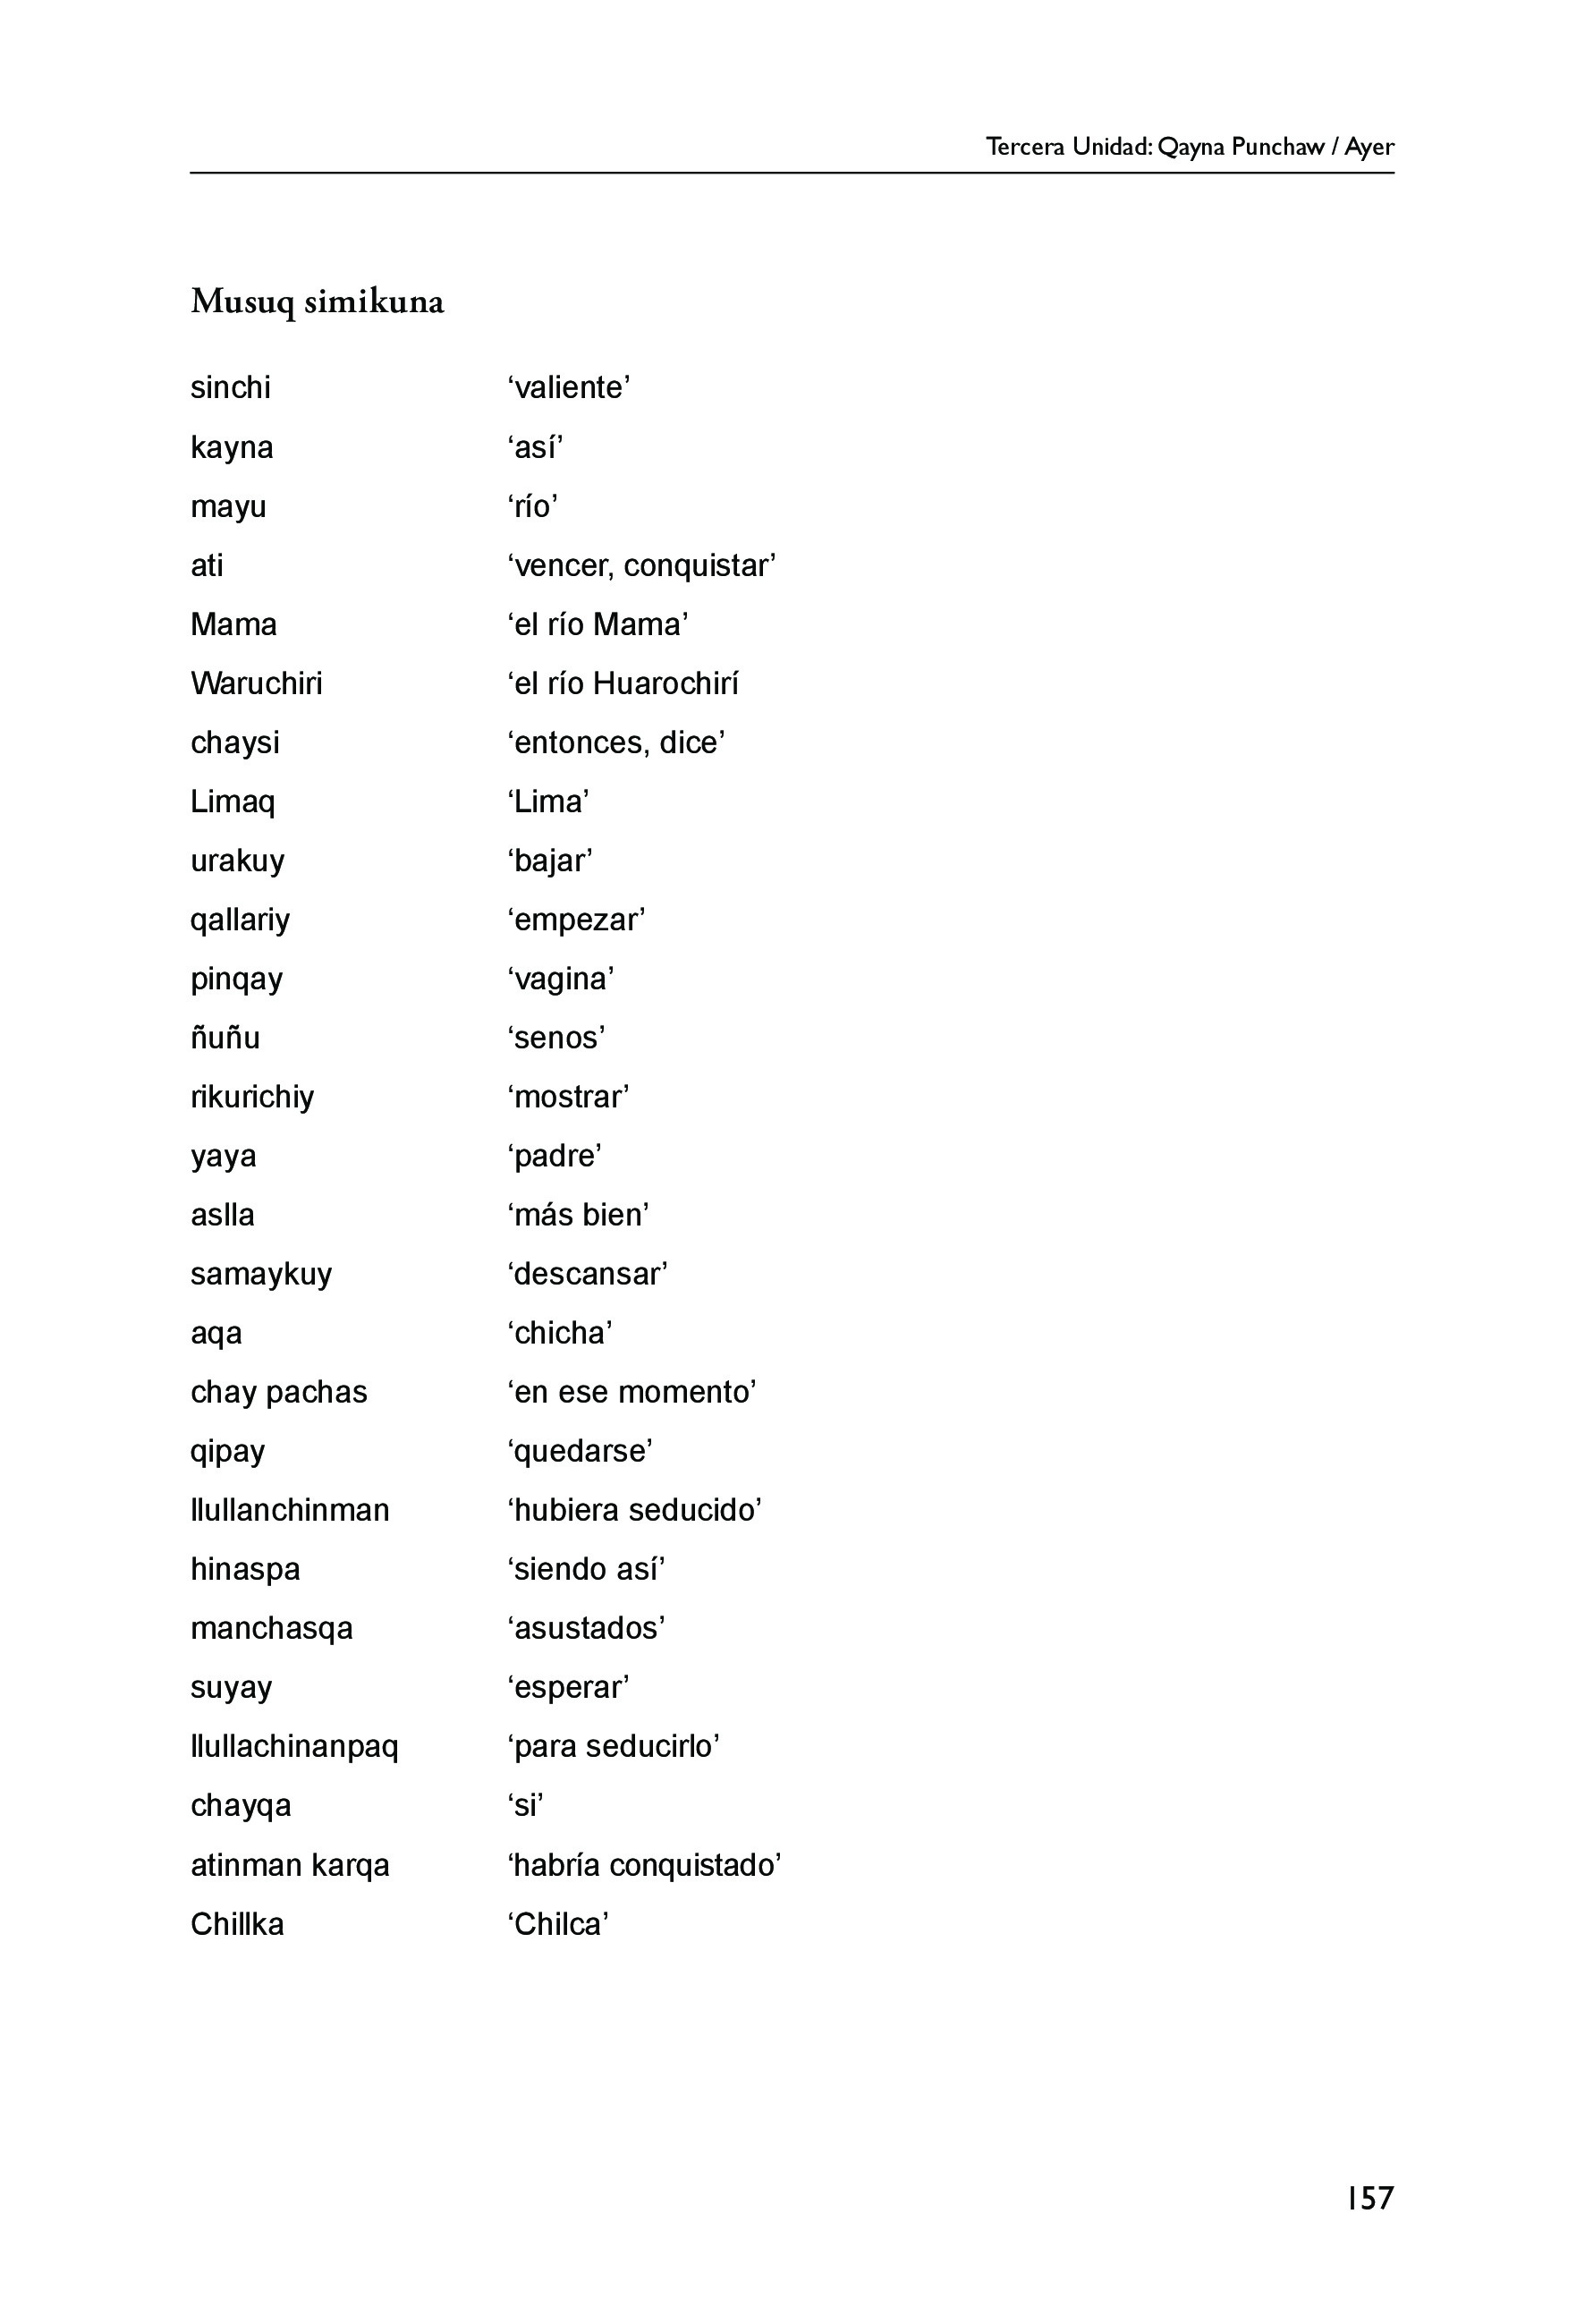 Tercera Unidad: Qayna Punchaw / Ayer
Musuq simikuna
sinchi ‘valiente’
kayna ‘así’
mayu ‘río’
ati ‘vencer, conquistar’
Mama ‘el río Mama’
Waruchiri ‘el río Huarochirí
chaysi ‘entonces, dice’
Limaq ‘Lima’
urakuy ‘bajar’
qallariy ‘empezar’
pinqay ‘vagina’
ñuñu ‘senos’
rikurichiy ‘mostrar’
yaya ‘padre’
aslla ‘más bien’
samaykuy ‘descansar’
aqa ‘chicha’
chay pachas ‘en ese momento’
qipay ‘quedarse’
llullanchinman ‘hubiera seducido’
hinaspa ‘siendo así’
manchasqa ‘asustados’
suyay ‘esperar’
llullachinanpaq ‘para seducirlo’
chayqa ‘si’
atinman karqa ‘habría conquistado’
Chillka ‘Chilca’
157